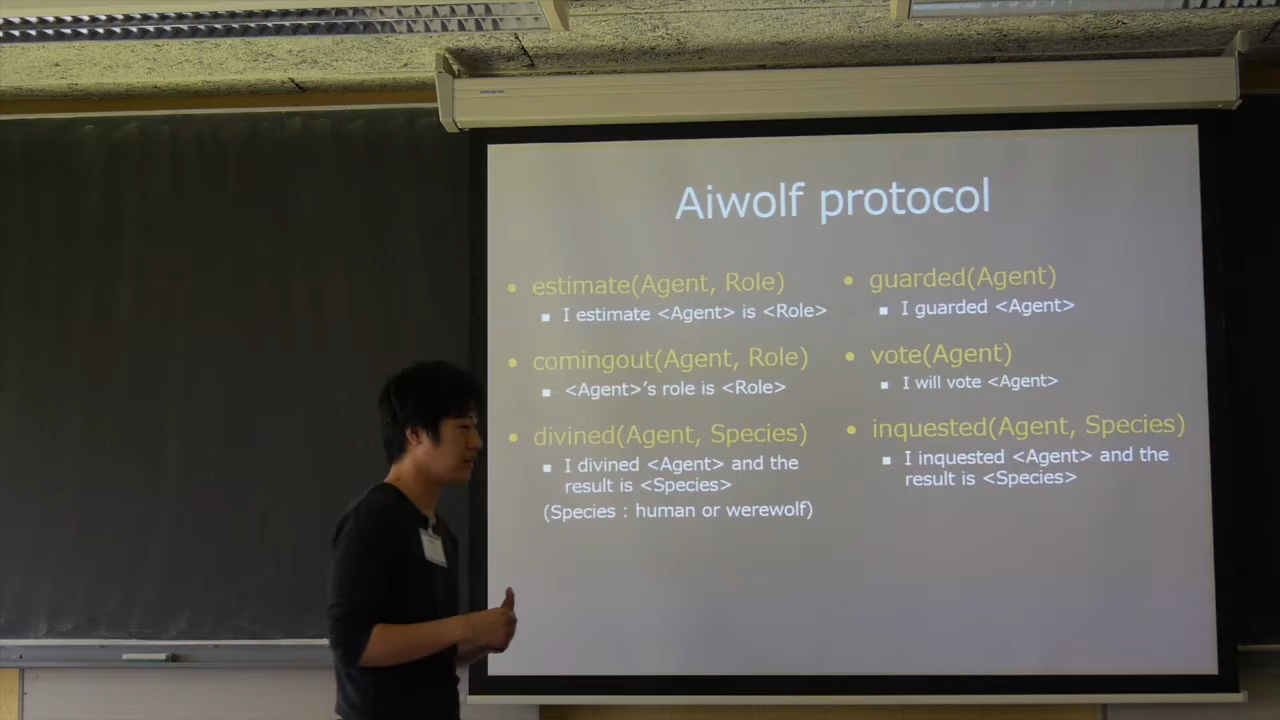 Aiwolf protocol
• estimate(Agent, Role)
▪ I estimate <Agent> is <Role>
• comingout(Agent, Role)
▪ <Agent>'s role is <Role>
• divined(Agent, Species)
▪ I divined <Agent> and the
result is <Species>
(Species : human or werewolf)
• guarded(Agent)
▪ I guarded <Agent>
• vote(Agent)
▪ I will vote <Agent>
• inquested(Agent, Species)
▪ I inquested <Agent> and the
result is <Species>